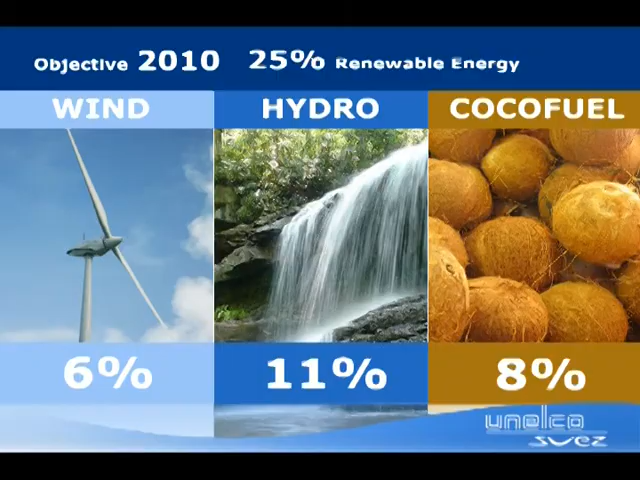 Objective 2010 25% Renewable Energy
WIND HYDRO COCOFUEL
6% 11% 8%
unelco
suez